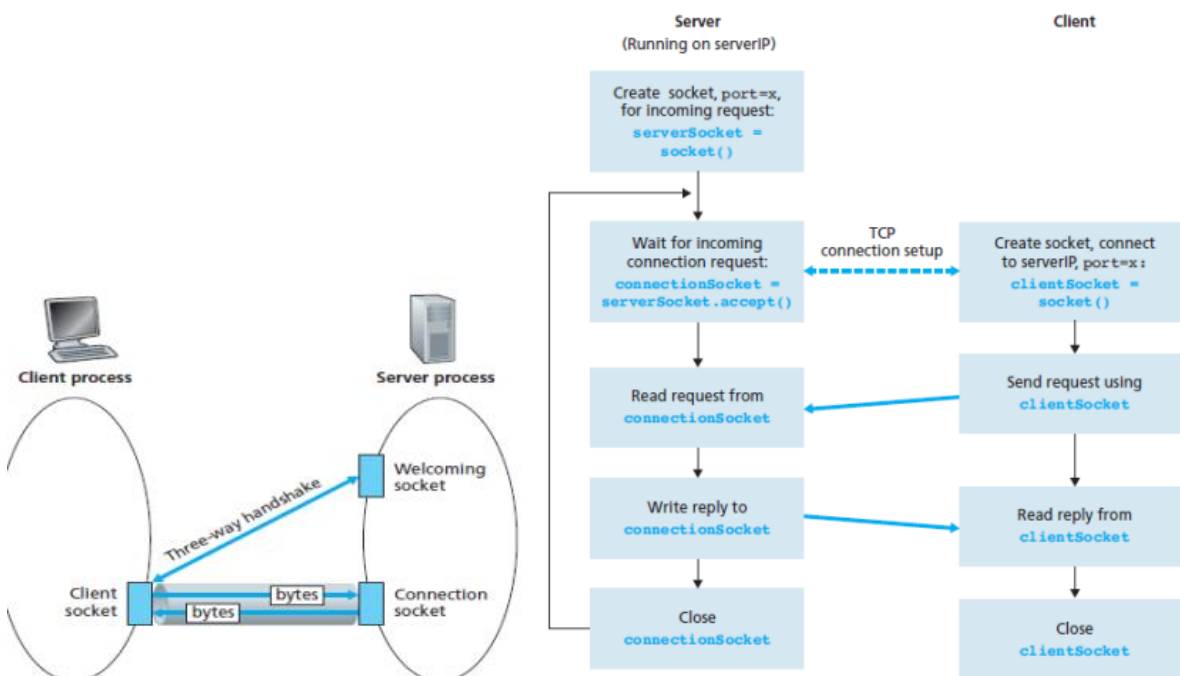 Client process
Server process
Welcoming
socket
Three-way handshake
Client
socket
bytes
bytes
Connection
socket
Server
(Running on serverIP)
Client
Create socket, port=x,
for incoming request:
serverSocket =
socket()
Wait for incoming
connection request:
connectionSocket =
serverSocket.accept()
TCP
connection setup
Create socket, connect
to serverIP, port=x:
clientSocket =
socket()
Read request from
connectionSocket
Send request using
clientSocket
Write reply to
connectionSocket
Read reply from
clientSocket
Close
connectionSocket
Close
clientSocket